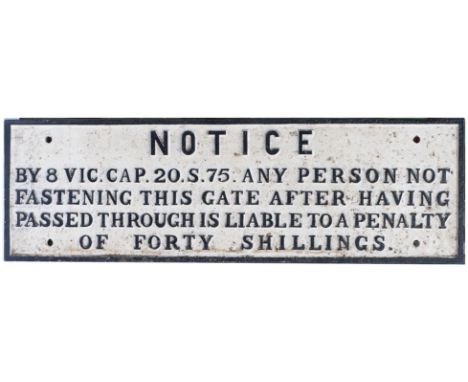 NOTICE
BY 8 VIC. CAP. 20. S. 75. ANY PERSON NOT
FASTENING THIS GATE AFTER HAVING
PASSED THROUGH IS LIABLE TO A PENALTY
OF FORTY SHILLINGS.